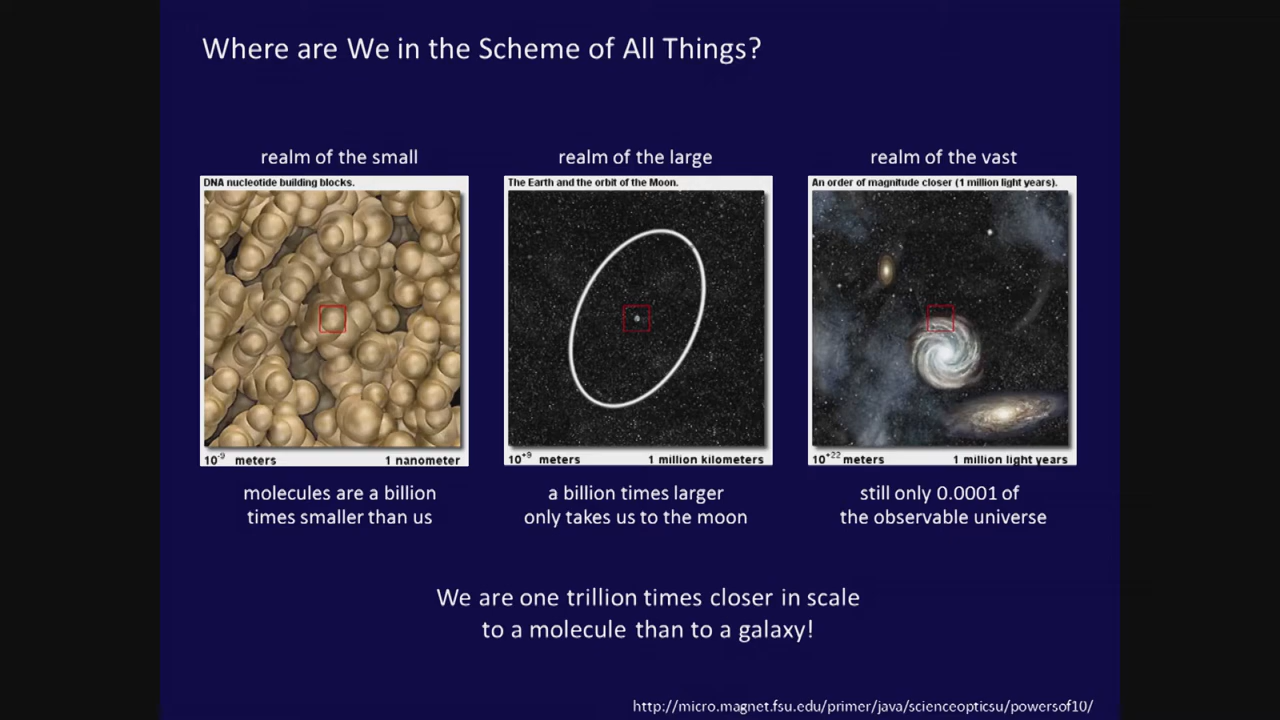 Where are We in the Scheme of All Things?
realm of the small
DNA nucleotide building blocks.
10⁻⁹ meters 1 nanometer
molecules are a billion
times smaller than us
realm of the large
The Earth and the orbit of the Moon.
10⁺⁹ meters 1 million kilometers
a billion times larger
only takes us to the moon
realm of the vast
An order of magnitude closer (1 million light years).
10⁺²² meters 1 million light years
still only 0.0001 of
the observable universe
We are one trillion times closer in scale
to a molecule than to a galaxy!
http://micro.magnet.fsu.edu/primer/java/scienceopticsu/powersof10/